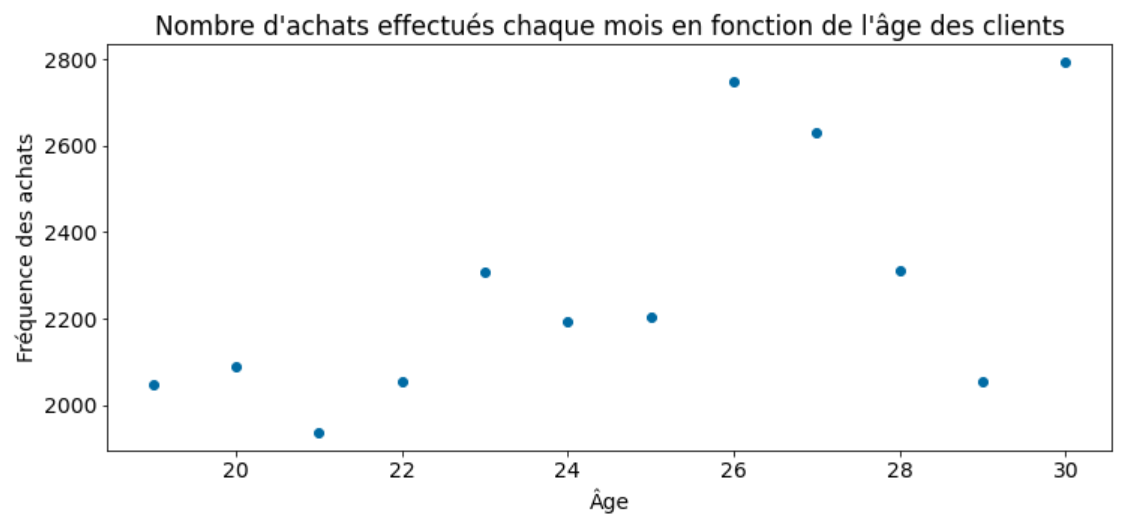 Nombre d'achats effectués chaque mois en fonction de l'âge des clients
2800
2600
2400
2200
2000
Fréquence des achats
20 22 24 26 28 30
Âge